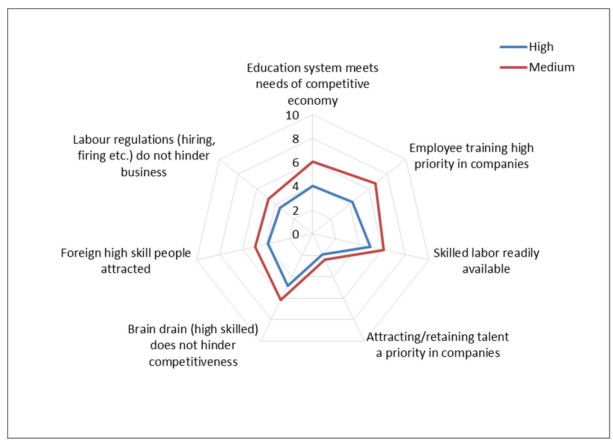 High
Medium
Education system meets
needs of competitive
economy
10
8
6
4
2
0
Employee training high
priority in companies
Skilled labor readily
available
Attracting/retaining talent
a priority in companies
Brain drain (high skilled)
does not hinder
competitiveness
Foreign high skill people
attracted
Labour regulations (hiring,
firing etc.) do not hinder
business